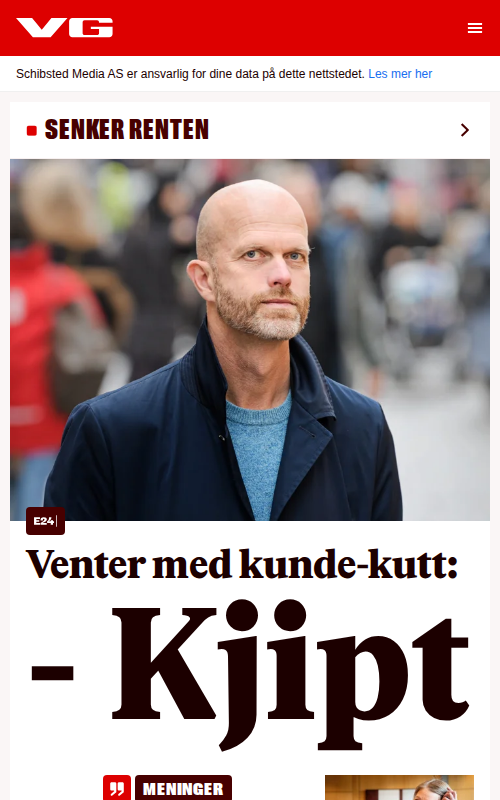 VG
Schibsted Media AS er ansvarlig for dine data på dette nettstedet. Les mer her
SENKER RENTEN
E24
Venter med kunde-kutt:
- Kjipt
MENINGER